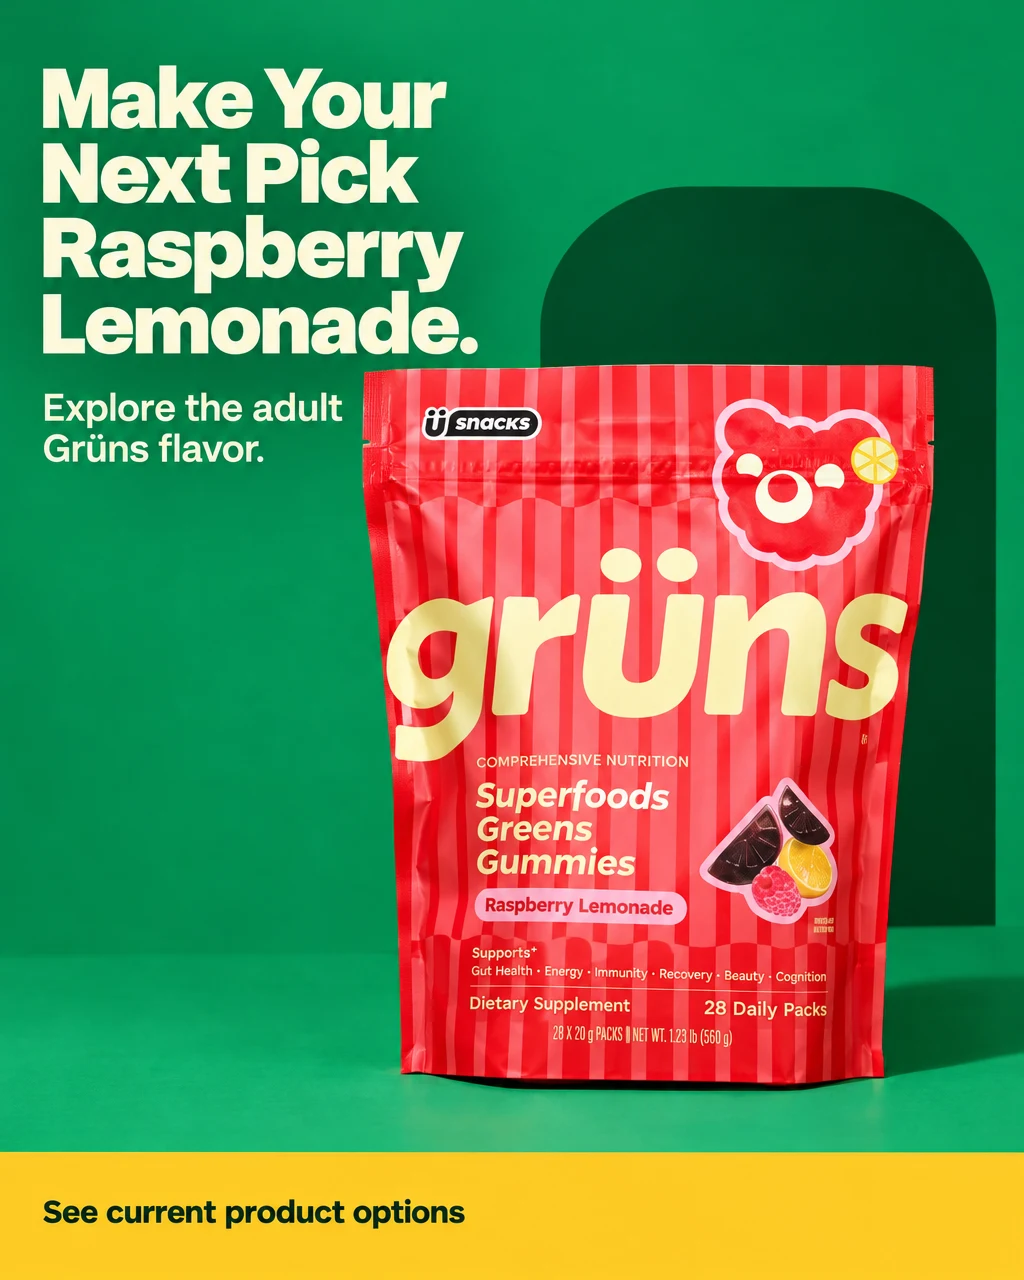 Make Your
Next Pick
Raspberry
Lemonade.
Explore the adult
Grüns flavor.
ü snacks
grüns
COMPREHENSIVE NUTRITION
Superfoods
Greens
Gummies
Raspberry Lemonade
Supports+
Gut Health · Energy · Immunity · Recovery · Beauty · Cognition
Dietary Supplement 28 Daily Packs
28 X 20 g PACKS || NET WT. 1.23 lb (560 g)
See current product options